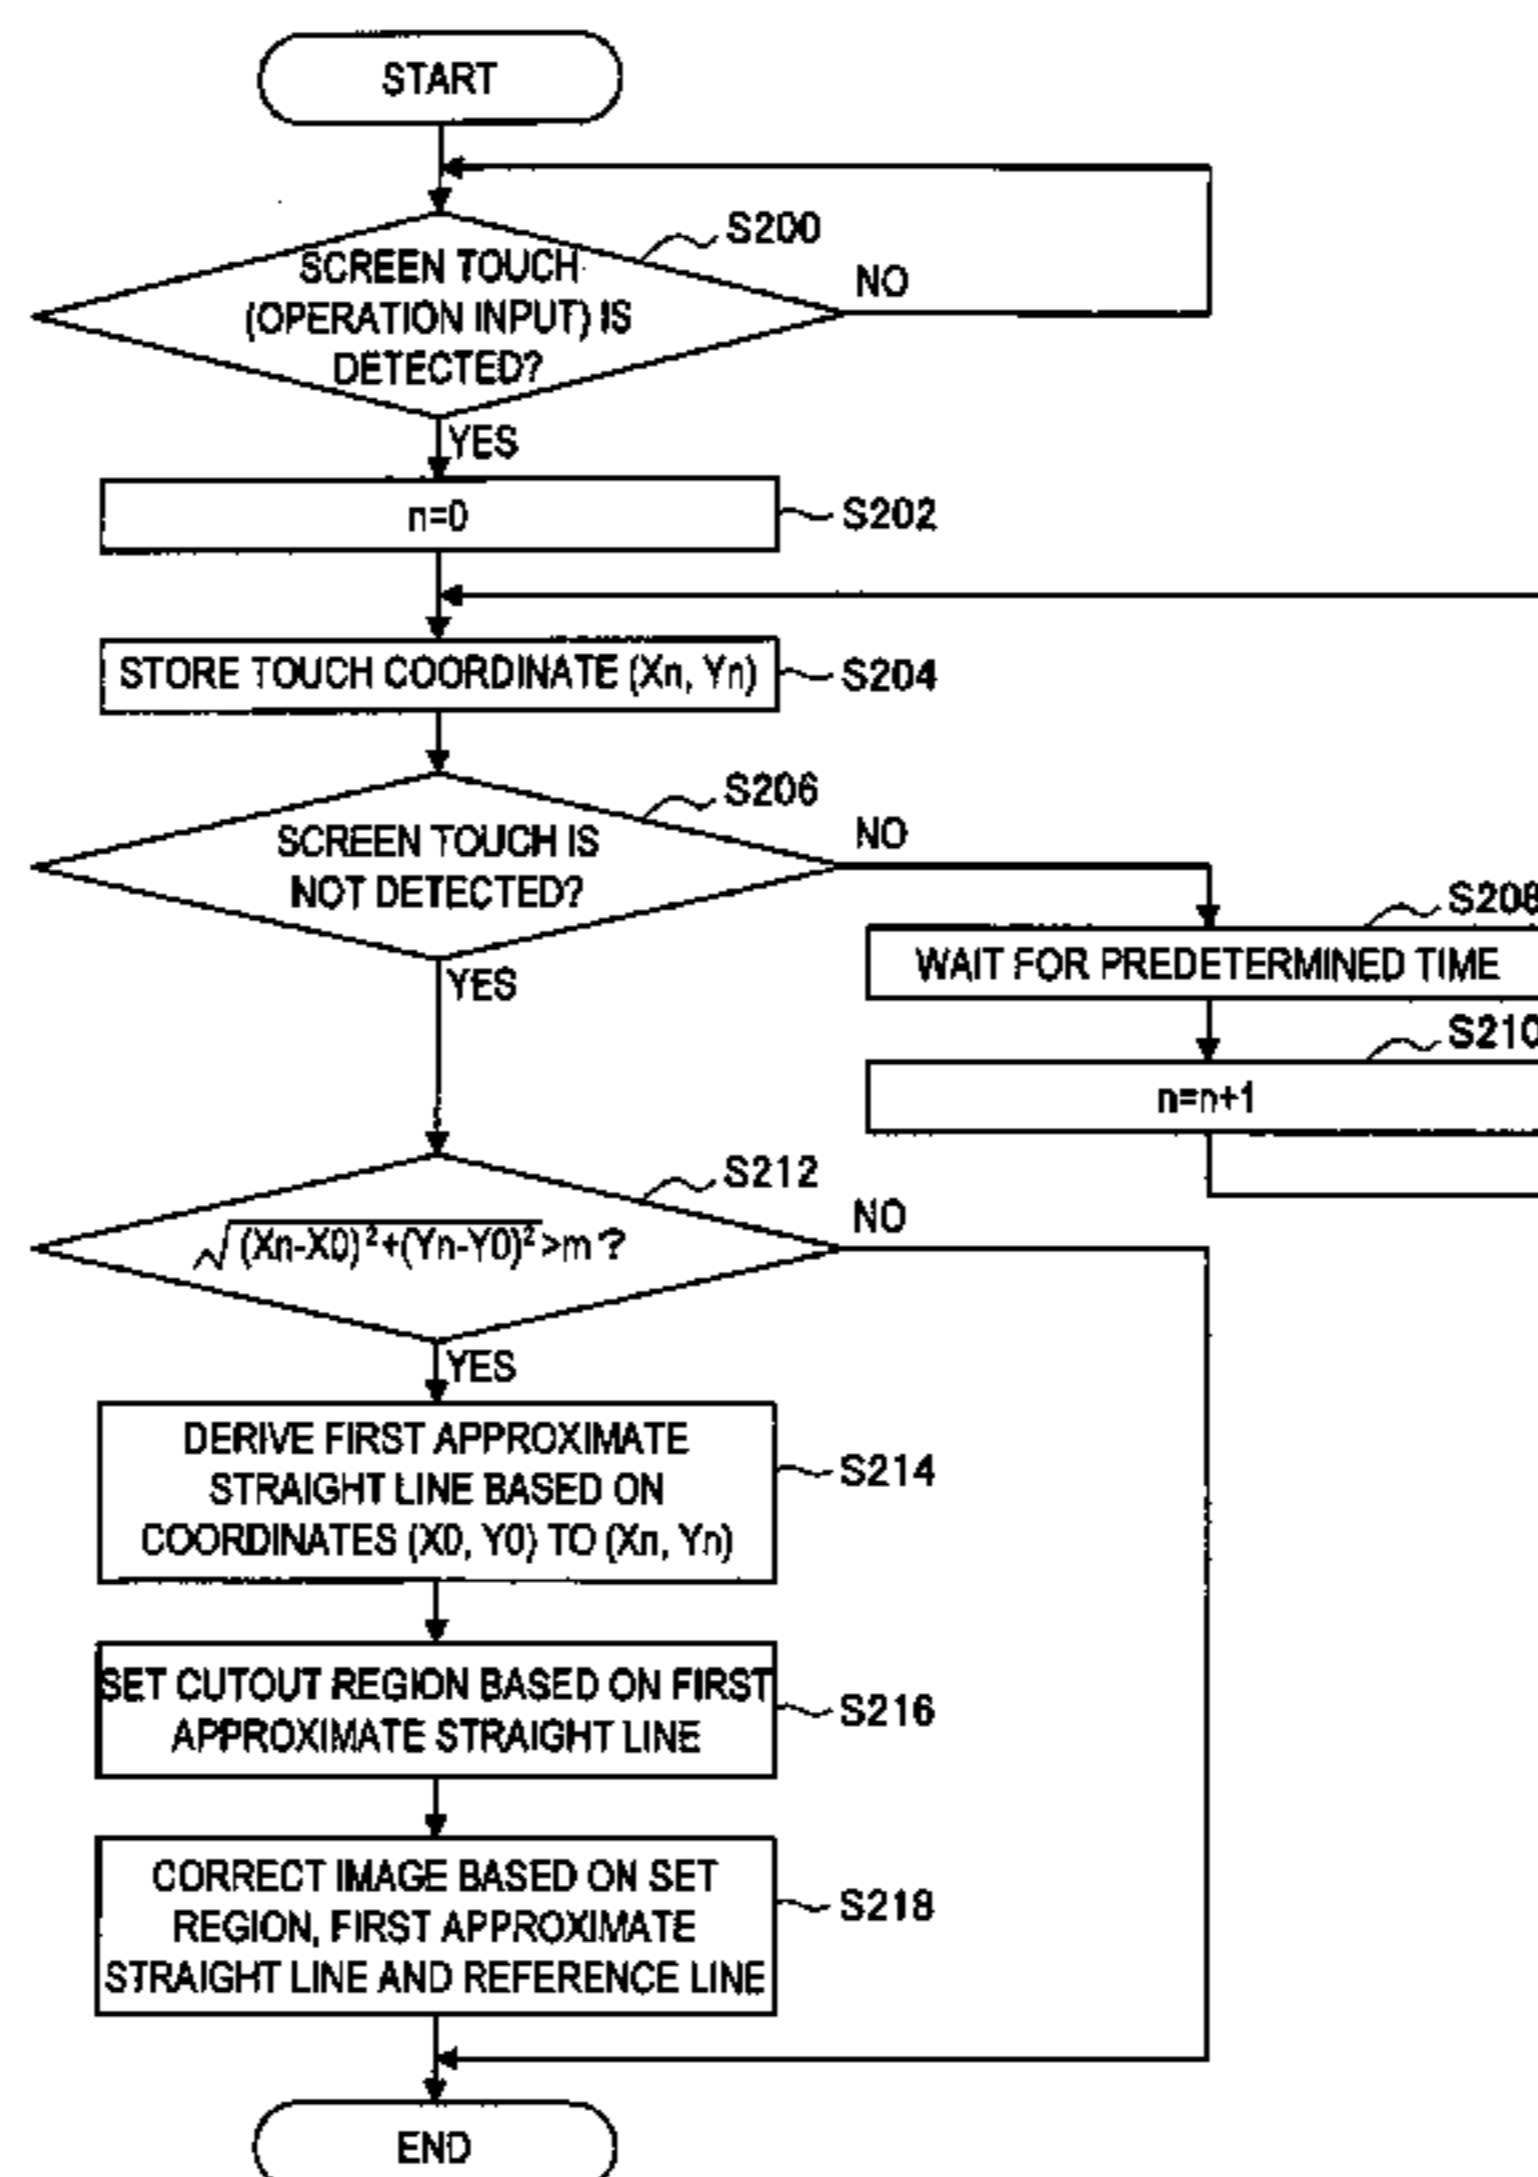 START
S200
SCREEN TOUCH
(OPERATION INPUT) IS
DETECTED?
NO
YES
n=0
S202
STORE TOUCH COORDINATE (Xn, Yn)
S204
S206
SCREEN TOUCH IS
NOT DETECTED?
NO
YES
S208
WAIT FOR PREDETERMINED TIME
S210
n=n+1
S212
√(Xn-X0)²+(Yn-Y0)² >m ?
NO
YES
DERIVE FIRST APPROXIMATE
STRAIGHT LINE BASED ON
COORDINATES (X0, Y0) TO (Xn, Yn)
S214
SET CUTOUT REGION BASED ON FIRST
APPROXIMATE STRAIGHT LINE
S216
CORRECT IMAGE BASED ON SET
REGION, FIRST APPROXIMATE
STRAIGHT LINE AND REFERENCE LINE
S218
END